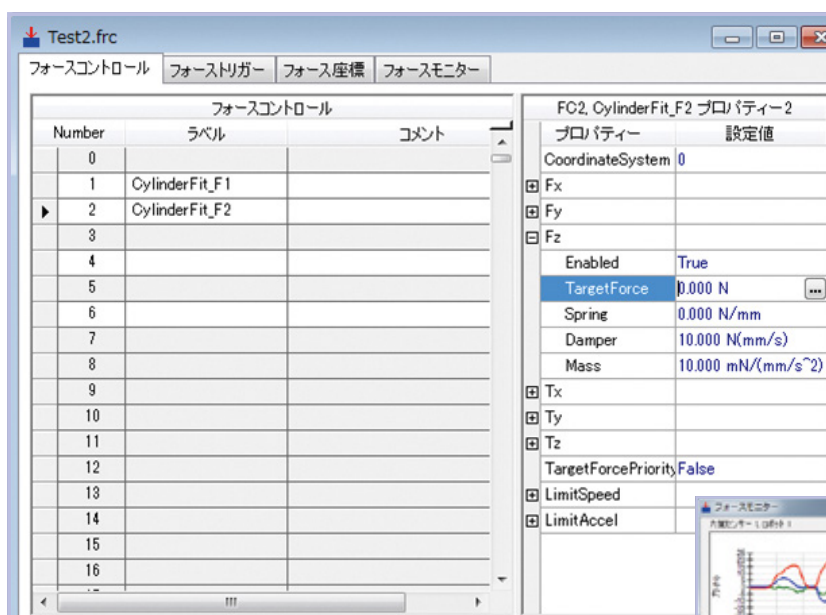 Test2.frc
フォースコントロール フォーストリガー フォース座標 フォースモニター
フォースコントロール
Number ラベル コメント
0
1 CylinderFit_F1
2 CylinderFit_F2
3
4
5
6
7
8
9
10
11
12
13
14
15
16
FC2, CylinderFit_F2 プロパティー2
プロパティー 設定値
CoordinateSystem 0
Fx
Fy
Fz
Enabled True
TargetForce 0.000 N ...
Spring 0.000 N/mm
Damper 10.000 N(mm/s)
Mass 10.000 mN/(mm/s^2)
Tx
Ty
Tz
TargetForcePriority False
LimitSpeed
LimitAccel
フォースモニター